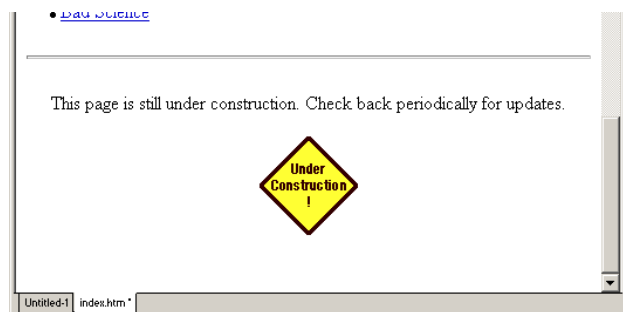 Bad Science
This page is still under construction. Check back periodically for updates.
Under
Construction
!
Untitled-1 index.htm *